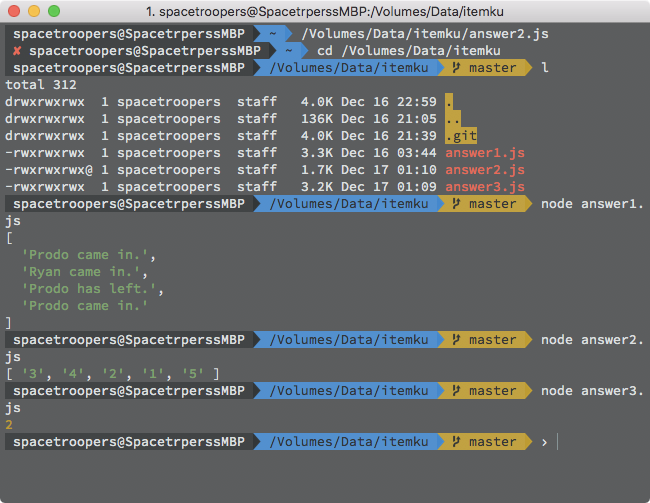 1. spacetroopers@SpacetrperssMBP:/Volumes/Data/itemku
spacetroopers@SpacetrperssMBP ~ /Volumes/Data/itemku/answer2.js
✘ spacetroopers@SpacetrperssMBP ~ cd /Volumes/Data/itemku
spacetroopers@SpacetrperssMBP /Volumes/Data/itemku master l
total 312
drwxrwxrwx 1 spacetroopers staff 4.0K Dec 16 22:59 .
drwxrwxrwx 1 spacetroopers staff 136K Dec 16 21:05 ..
drwxrwxrwx 1 spacetroopers staff 4.0K Dec 16 21:39 .git
-rwxrwxrwx 1 spacetroopers staff 3.3K Dec 16 03:44 answer1.js
-rwxrwxrwx@ 1 spacetroopers staff 1.7K Dec 17 01:10 answer2.js
-rwxrwxrwx 1 spacetroopers staff 3.2K Dec 17 01:09 answer3.js
spacetroopers@SpacetrperssMBP /Volumes/Data/itemku master node answer1.
js
[
'Prodo came in.',
'Ryan came in.',
'Prodo has left.',
'Prodo came in.'
]
spacetroopers@SpacetrperssMBP /Volumes/Data/itemku master node answer2.
js
[ '3', '4', '2', '1', '5' ]
spacetroopers@SpacetrperssMBP /Volumes/Data/itemku master node answer3.
js
2
spacetroopers@SpacetrperssMBP /Volumes/Data/itemku master ›